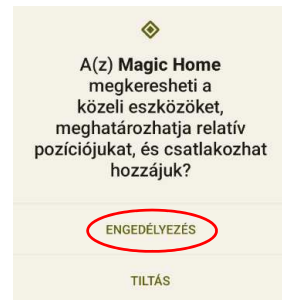 A(z) Magic Home
megkeresheti a
közeli eszközöket,
meghatározhatja relatív
pozíciójukat, és csatlakozhat
hozzájuk?
ENGEDÉLYEZÉS
TILTÁS